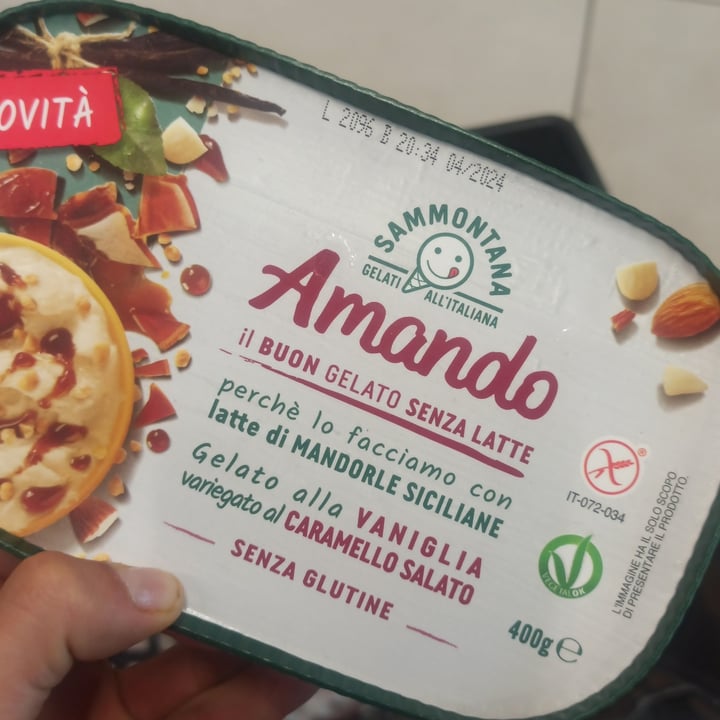 OVITÀ
L 2096 B 20:34 04/2024
SAMMONTANA
GELATI ALL'ITALIANA
Amando
il BUON GELATO SENZA LATTE
perchè lo facciamo con
latte di MANDORLE SICILIANE
Gelato alla VANIGLIA
variegato al CARAMELLO SALATO
SENZA GLUTINE
IT-072-034
VEGETALOK
L'IMMAGINE HA IL SOLO SCOPO
DI PRESENTARE IL PRODOTTO.
400g e